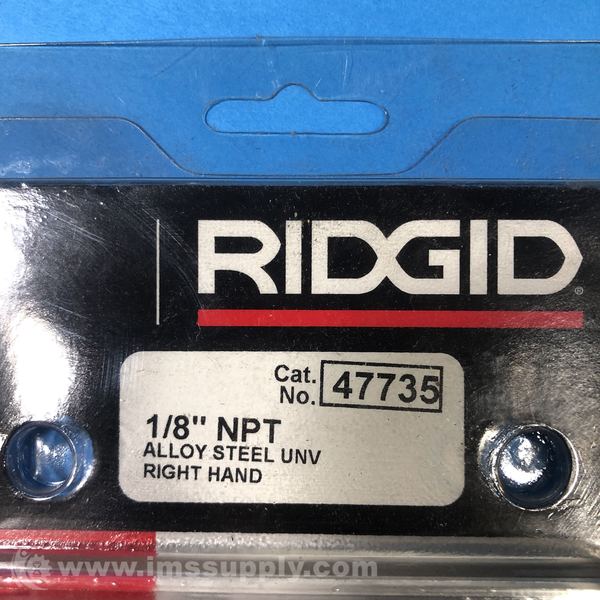 RIDGID®
Cat. No. 47735
1/8" NPT
ALLOY STEEL UNV
RIGHT HAND
www.imssupply.com